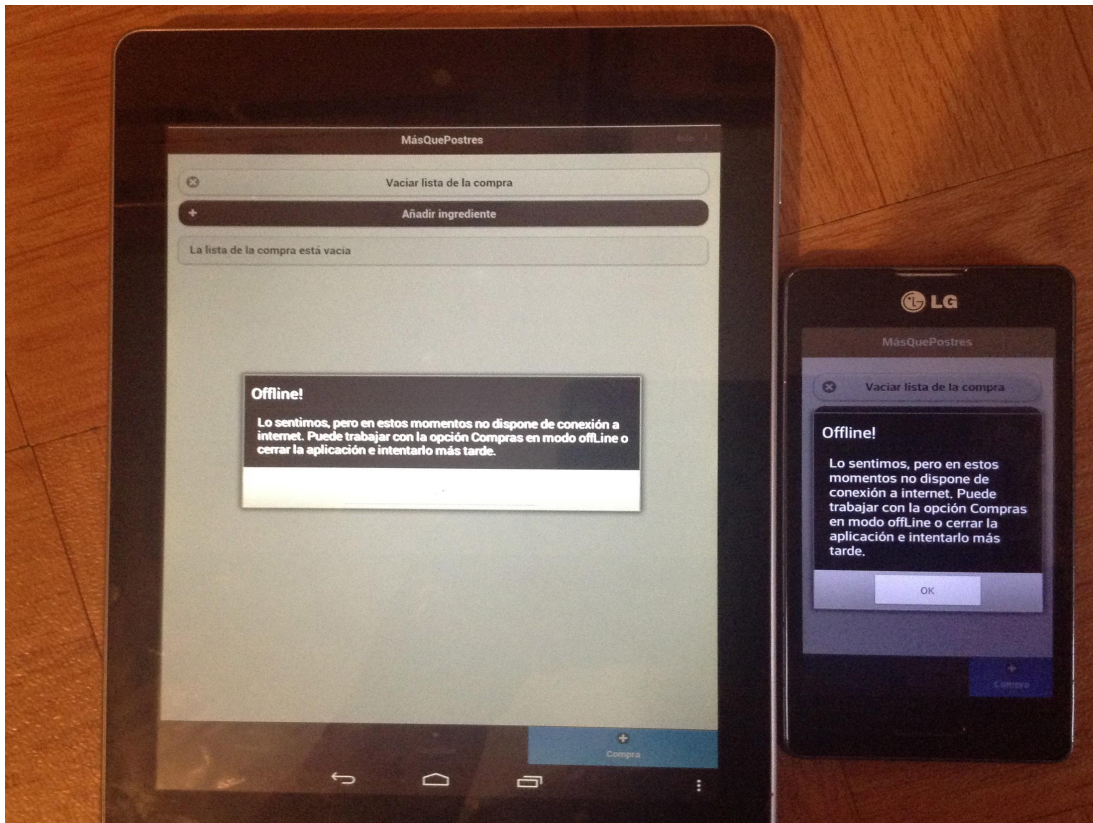 MásQuePostres
Vaciar lista de la compra
Añadir ingrediente
La lista de la compra está vacia
Offline!
Lo sentimos, pero en estos momentos no dispone de conexión a
internet. Puede trabajar con la opción Compras en modo offLine o
cerrar la aplicación e intentarlo más tarde.
Compra
LG
MásQuePostres
Vaciar lista de la compra
Offline!
Lo sentimos, pero en estos
momentos no dispone de
conexión a internet. Puede
trabajar con la opción Compras
en modo offLine o cerrar la
aplicación e intentarlo más
tarde.
OK
Compra